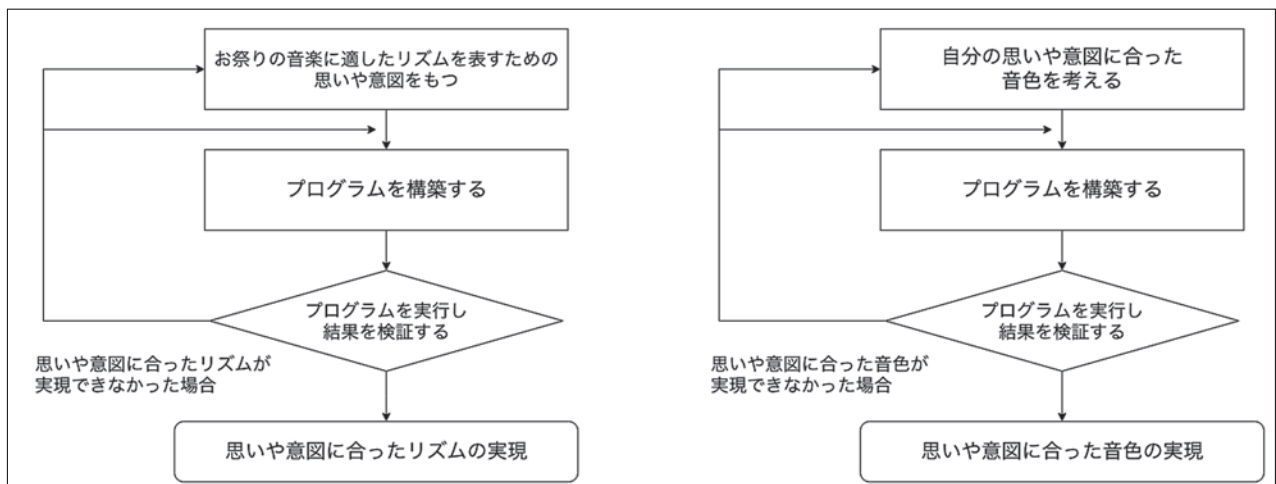 お祭りの音楽に適したリズムを表すための
思いや意図をもつ
プログラムを構築する
プログラムを実行し
結果を検証する
思いや意図に合ったリズムが
実現できなかった場合
思いや意図に合ったリズムの実現
自分の思いや意図に合った
音色を考える
プログラムを構築する
プログラムを実行し
結果を検証する
思いや意図に合った音色が
実現できなかった場合
思いや意図に合った音色の実現